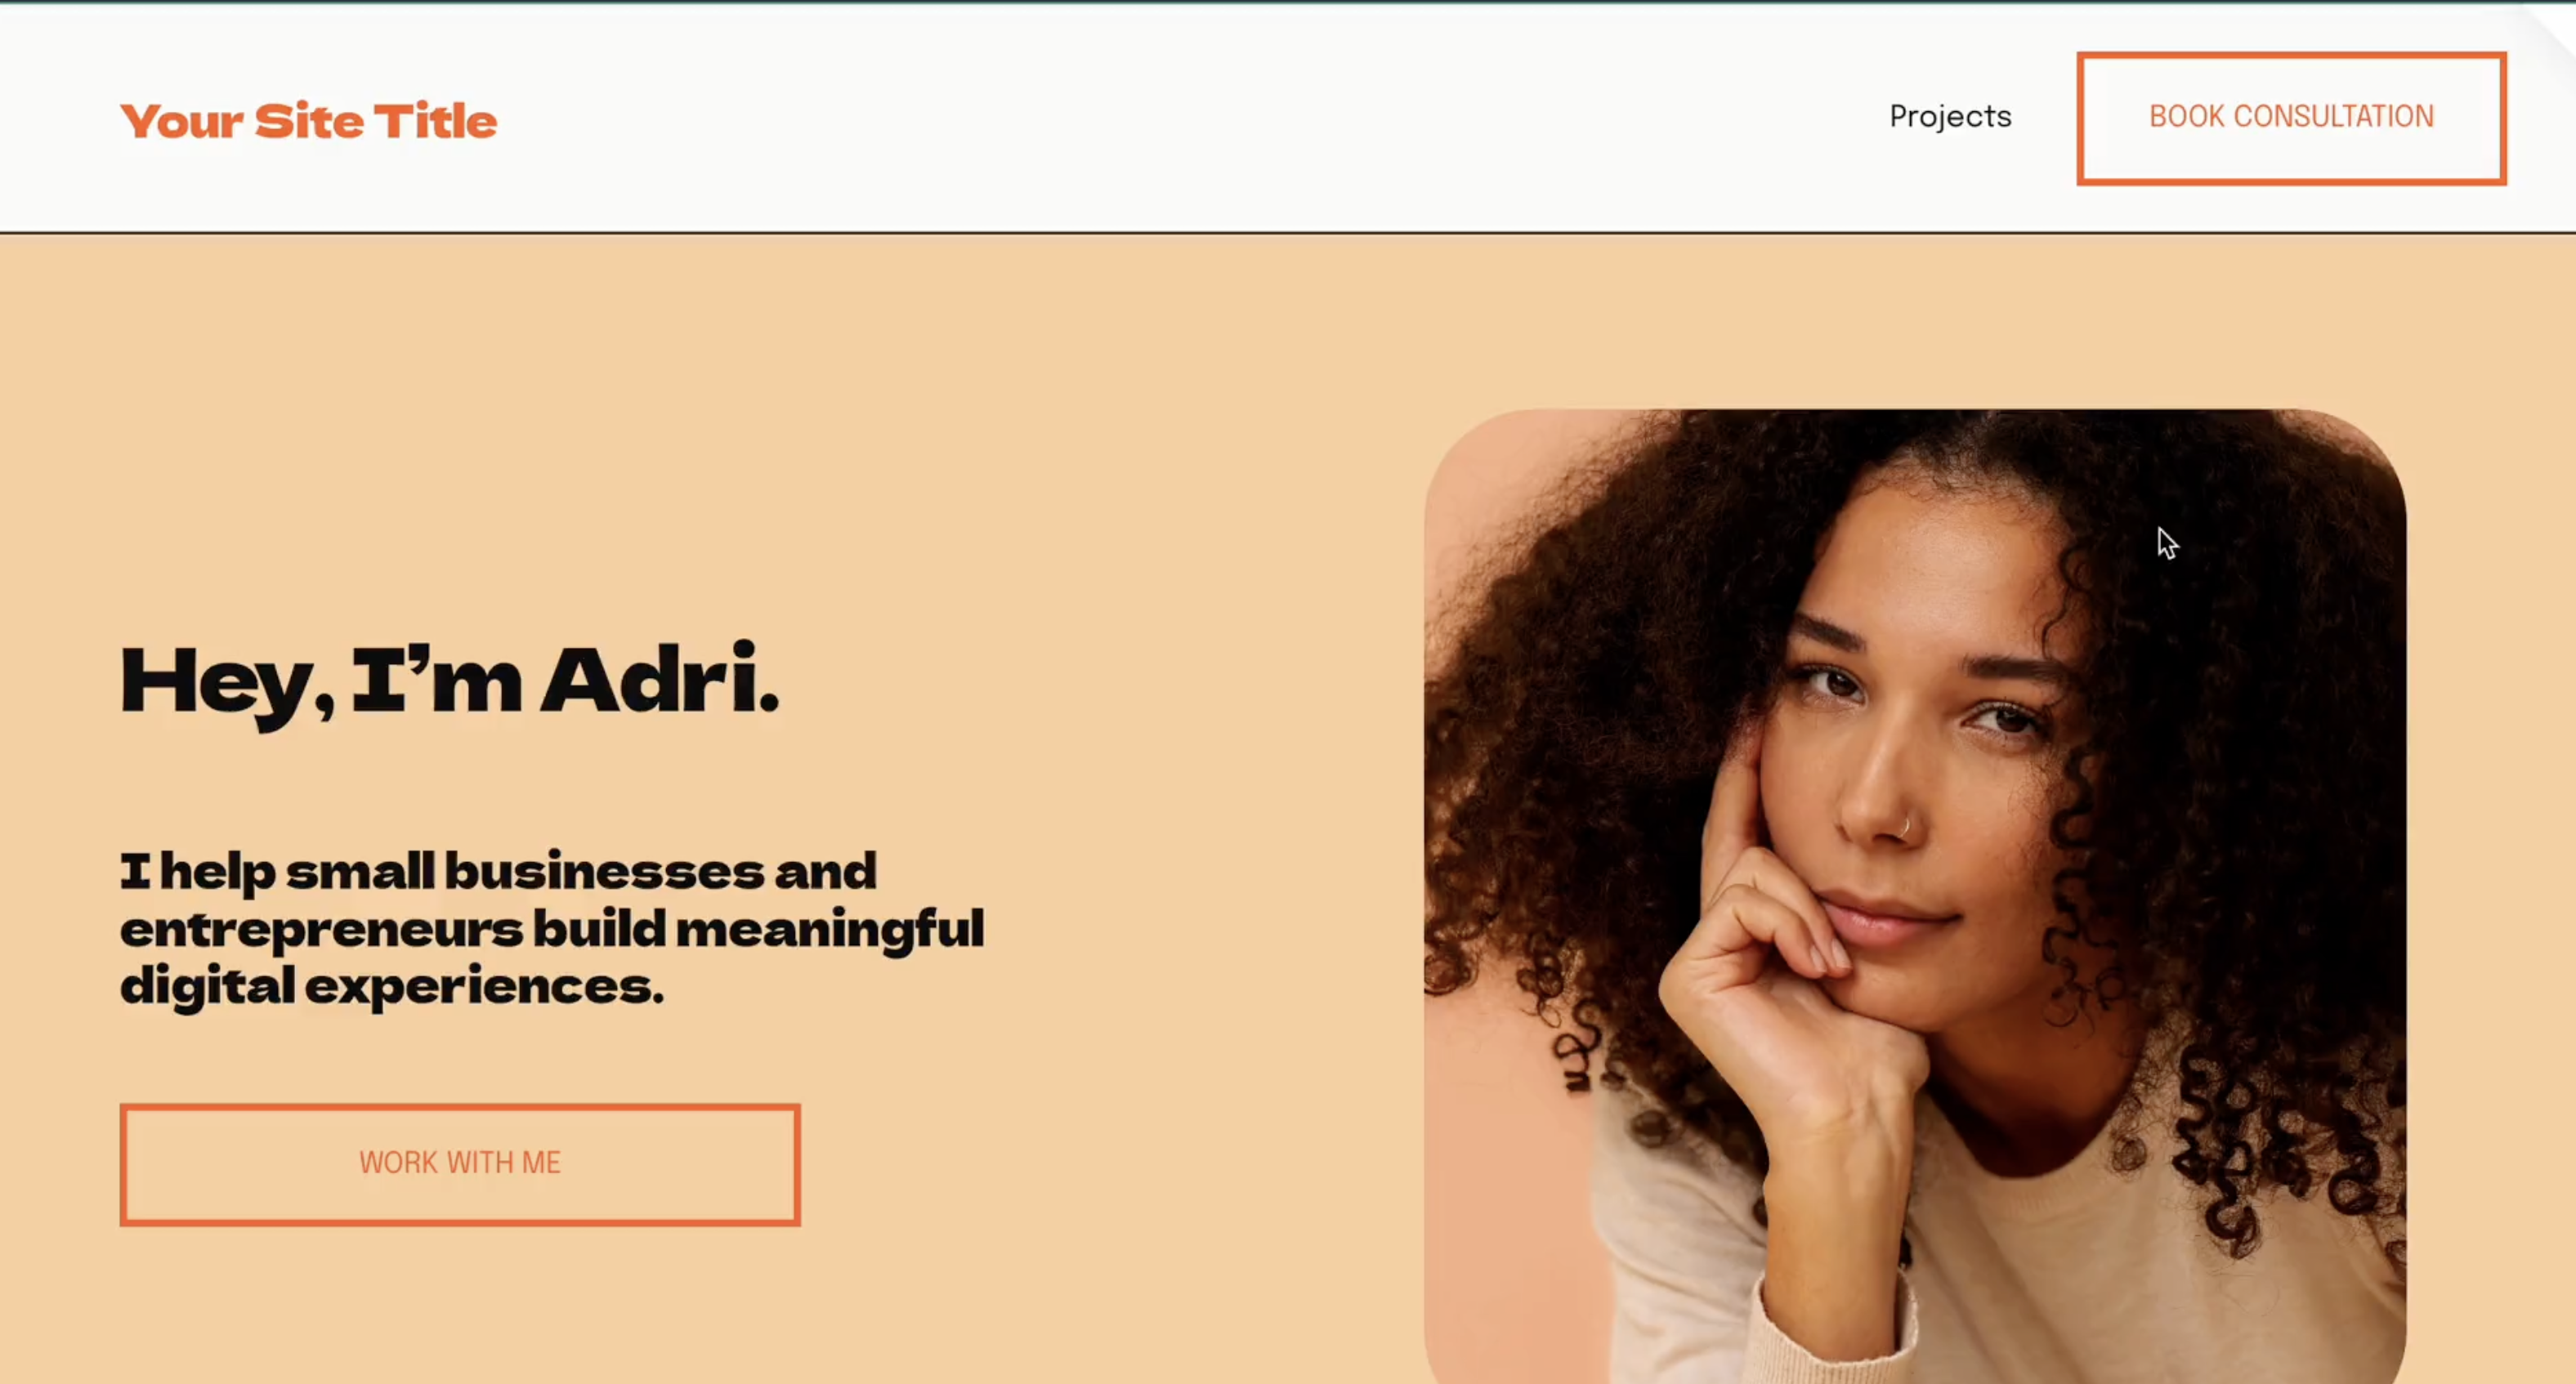 Your Site Title
Projects
BOOK CONSULTATION
Hey, I’m Adri.
I help small businesses and
entrepreneurs build meaningful
digital experiences.
WORK WITH ME